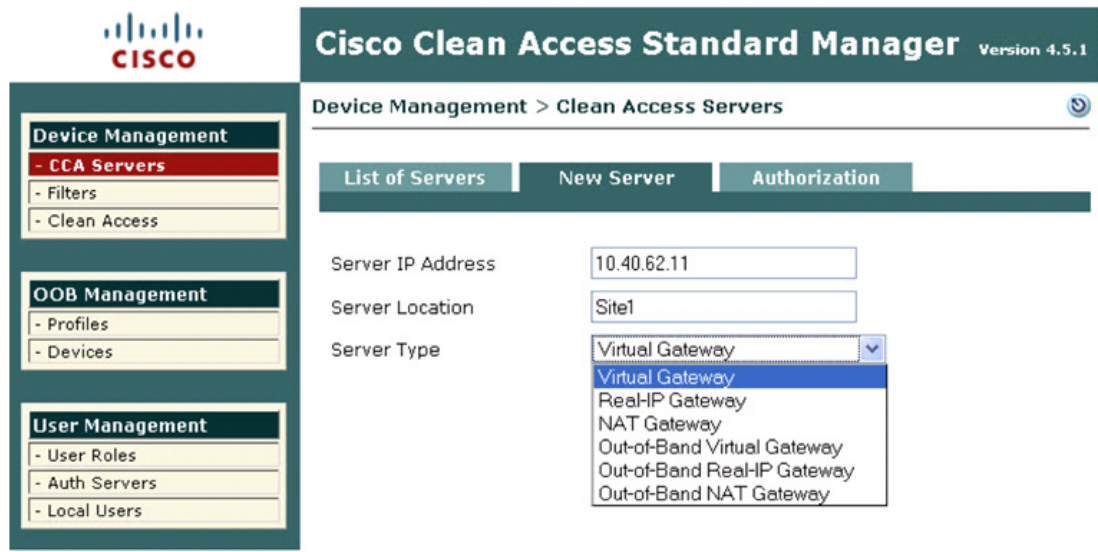 CISCO
Cisco Clean Access Standard Manager Version 4.5.1
Device Management > Clean Access Servers
Device Management
- CCA Servers
- Filters
- Clean Access
OOB Management
- Profiles
- Devices
User Management
- User Roles
- Auth Servers
- Local Users
List of Servers
New Server
Authorization
Server IP Address 10.40.62.11
Server Location Site1
Server Type Virtual Gateway
Virtual Gateway
Real-IP Gateway
NAT Gateway
Out-of-Band Virtual Gateway
Out-of-Band Real-IP Gateway
Out-of-Band NAT Gateway